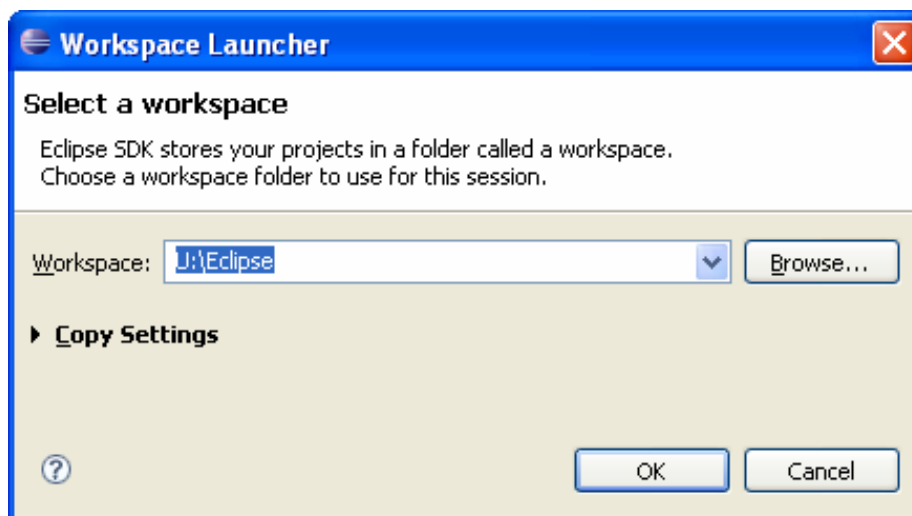 Workspace Launcher
Select a workspace
Eclipse SDK stores your projects in a folder called a workspace.
Choose a workspace folder to use for this session.
Workspace: U:\Eclipse Browse...
Copy Settings
? OK Cancel